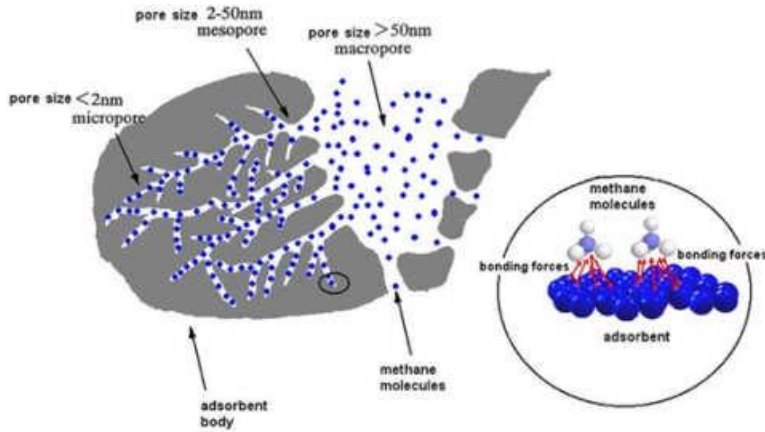 pore size 2-50nm
mesopore
pore size >50nm
macropore
pore size <2nm
micropore
methane
molecules
bonding forces
bonding forces
adsorbent
methane
molecules
adsorbent
body